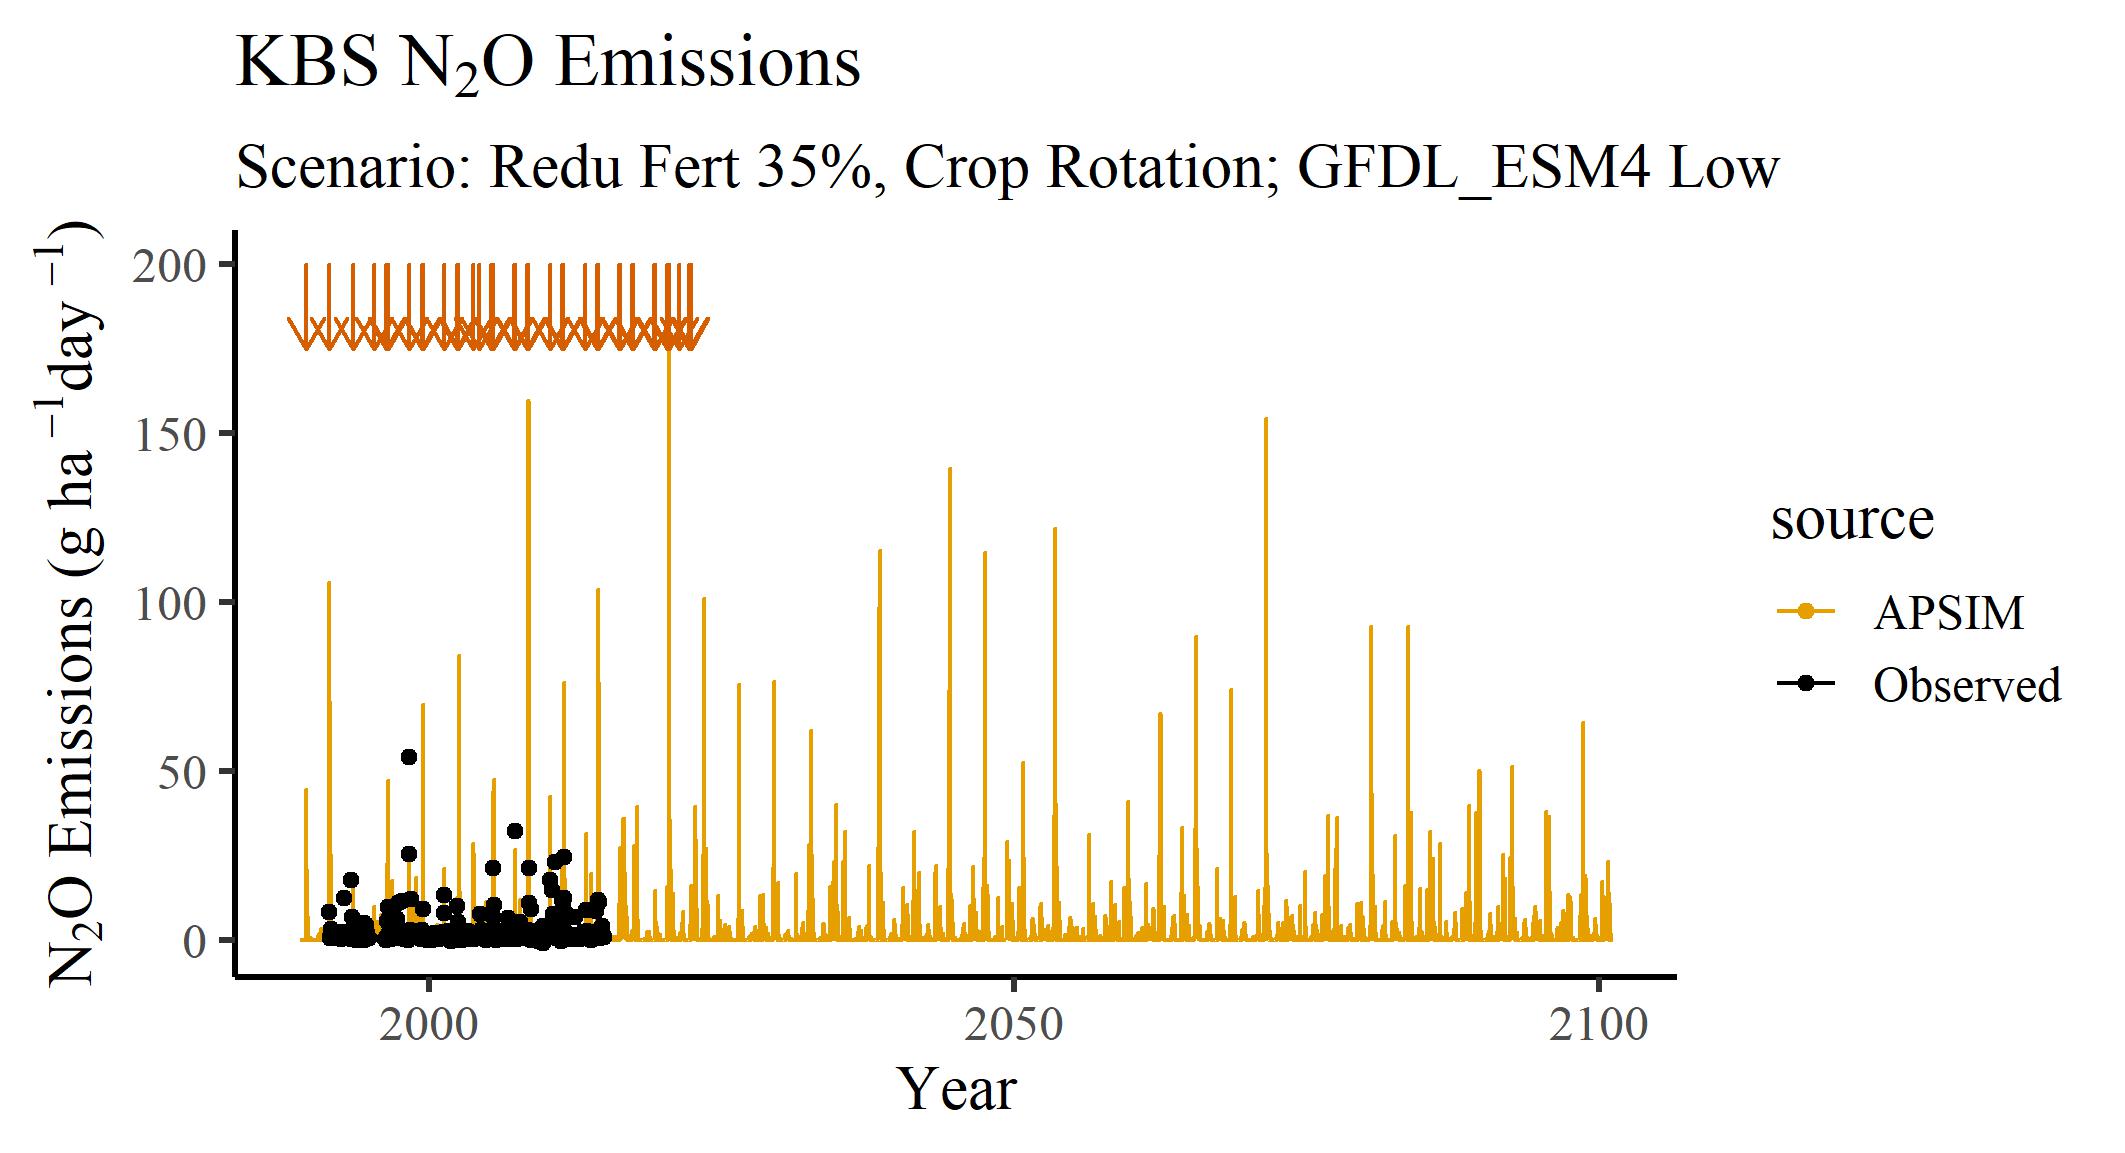 KBS N₂O Emissions
Scenario: Redu Fert 35%, Crop Rotation; GFDL_ESM4 Low
N₂O Emissions (g ha⁻¹day⁻¹)
200
150
100
50
0
2000 2050 2100
Year
source
APSIM
Observed